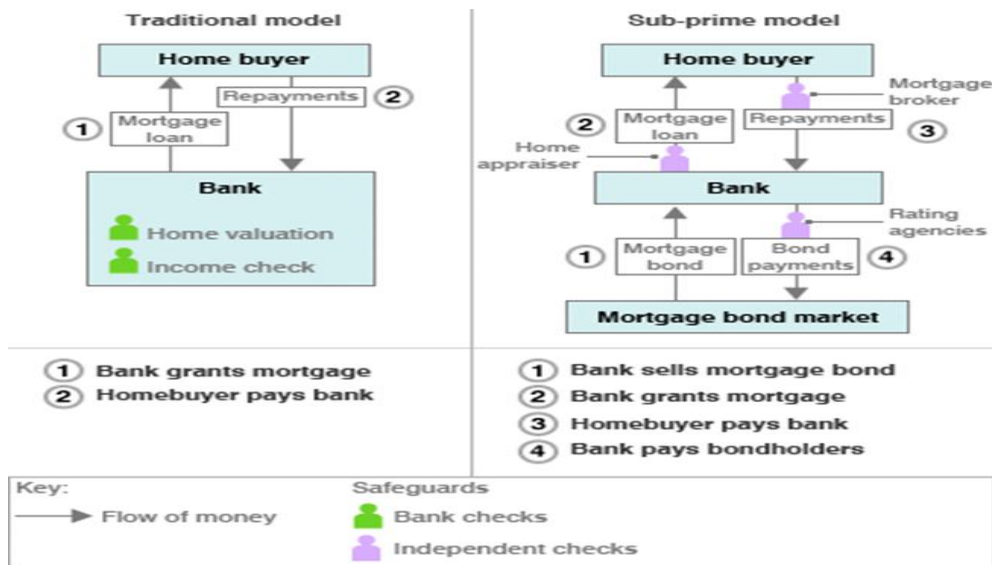 Traditional model
Home buyer
Repayments
2
1
Mortgage
loan
Bank
Home valuation
Income check
1 Bank grants mortgage
2 Homebuyer pays bank
Sub-prime model
Home buyer
Mortgage
broker
2
Mortgage
loan
Repayments
3
Home
appraiser
Bank
Rating
agencies
1
Mortgage
bond
Bond
payments
4
Mortgage bond market
1 Bank sells mortgage bond
2 Bank grants mortgage
3 Homebuyer pays bank
4 Bank pays bondholders
Key:
Flow of money
Safeguards
Bank checks
Independent checks